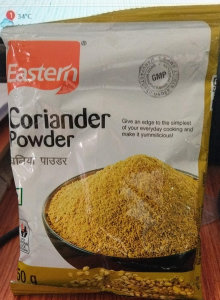 34°C
Eastern
Coriander
Powder
धनिया पाउडर
GMP
Give an edge to the simplest
of your everyday cooking and
make it yummilicious!
50 g